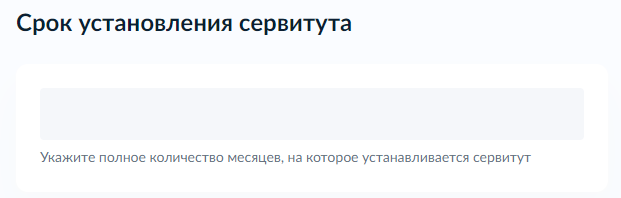 Срок установления сервитута
Укажите полное количество месяцев, на которое устанавливается сервитут